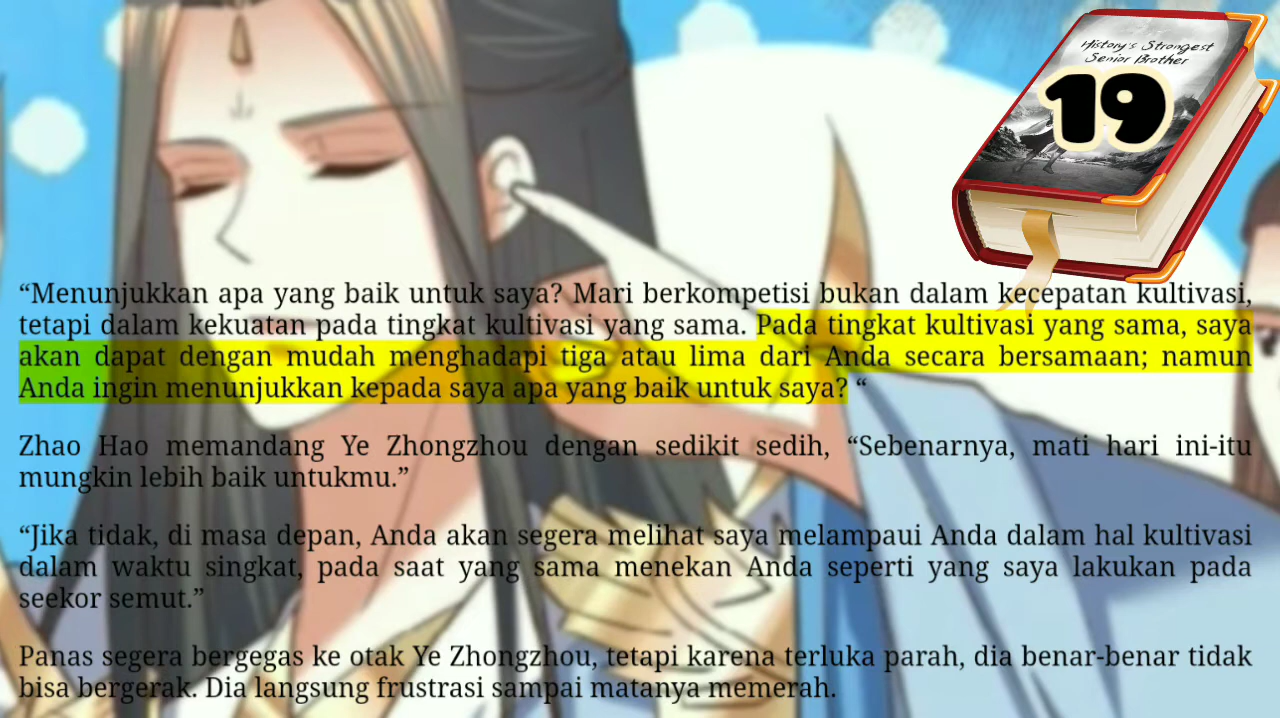 History's Strongest
Senior Brother
19
“Menunjukkan apa yang baik untuk saya? Mari berkompetisi bukan dalam kecepatan kultivasi,
tetapi dalam kekuatan pada tingkat kultivasi yang sama. Pada tingkat kultivasi yang sama, saya
akan dapat dengan mudah menghadapi tiga atau lima dari Anda secara bersamaan; namun
Anda ingin menunjukkan kepada saya apa yang baik untuk saya? “
Zhao Hao memandang Ye Zhongzhou dengan sedikit sedih, “Sebenarnya, mati hari ini-itu
mungkin lebih baik untukmu.”
“Jika tidak, di masa depan, Anda akan segera melihat saya melampaui Anda dalam hal kultivasi
dalam waktu singkat, pada saat yang sama menekan Anda seperti yang saya lakukan pada
seekor semut.”
Panas segera bergegas ke otak Ye Zhongzhou, tetapi karena terluka parah, dia benar-benar tidak
bisa bergerak. Dia langsung frustrasi sampai matanya memerah.